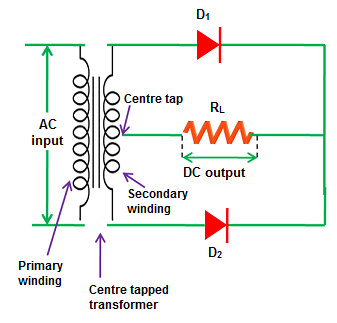 D1
Centre tap
RL
AC
input
DC output
Secondary
winding
D2
Primary
winding
Centre tapped
transformer